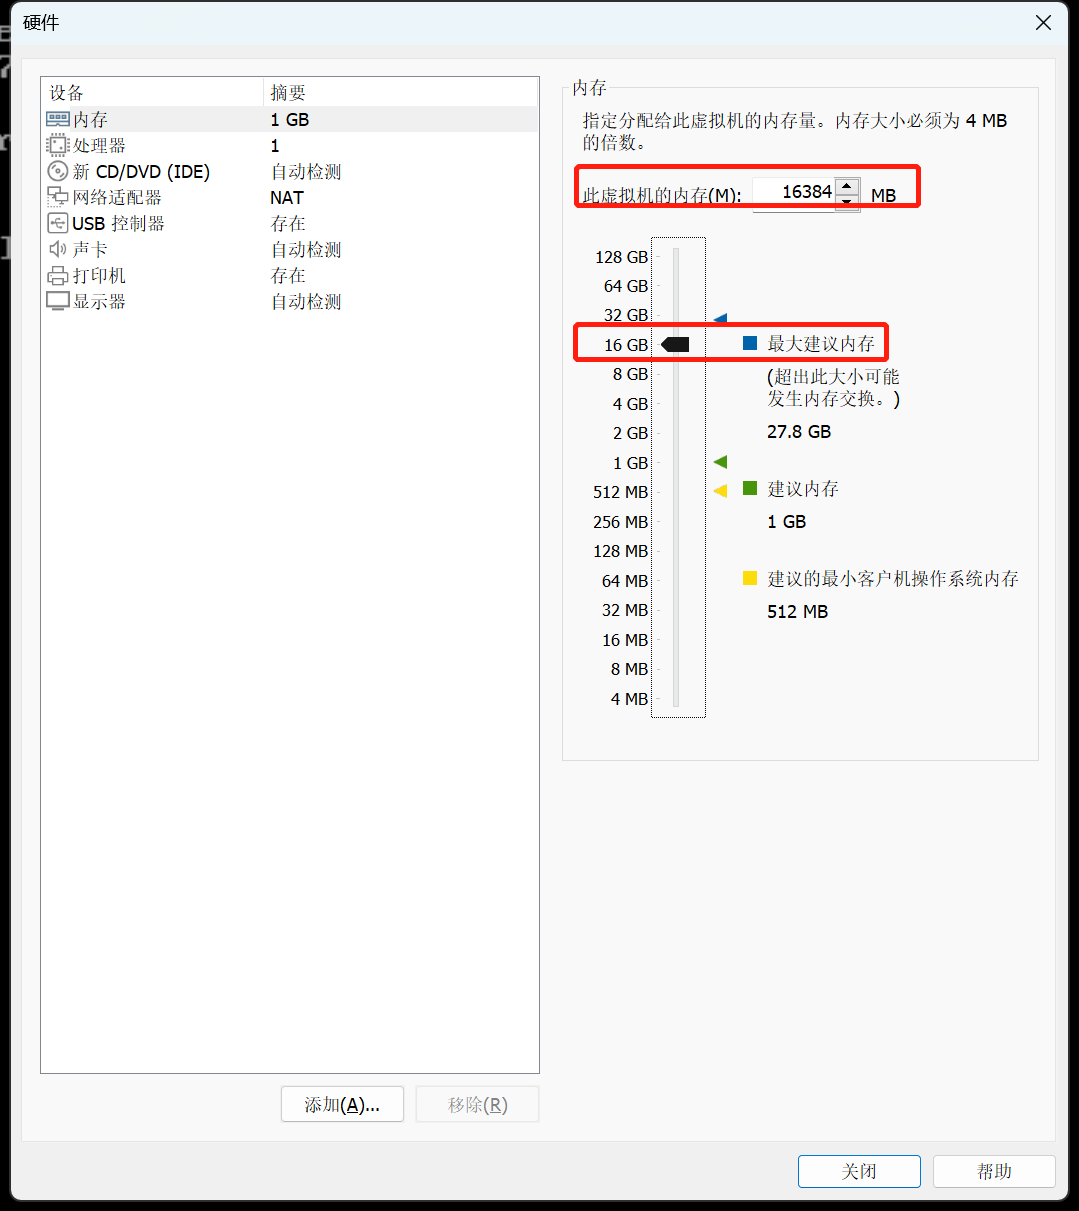 硬件
设备 摘要
内存 1 GB
处理器 1
新 CD/DVD (IDE) 自动检测
网络适配器 NAT
USB 控制器 存在
声卡 自动检测
打印机 存在
显示器 自动检测
添加(A)... 移除(R)
内存
指定分配给此虚拟机的内存量。内存大小必须为 4 MB
的倍数。
此虚拟机的内存(M): 16384 MB
128 GB
64 GB
32 GB
16 GB
8 GB
4 GB
2 GB
1 GB
512 MB
256 MB
128 MB
64 MB
32 MB
16 MB
8 MB
4 MB
最大建议内存
(超出此大小可能
发生内存交换。)
27.8 GB
建议内存
1 GB
建议的最小客户机操作系统内存
512 MB
关闭 帮助